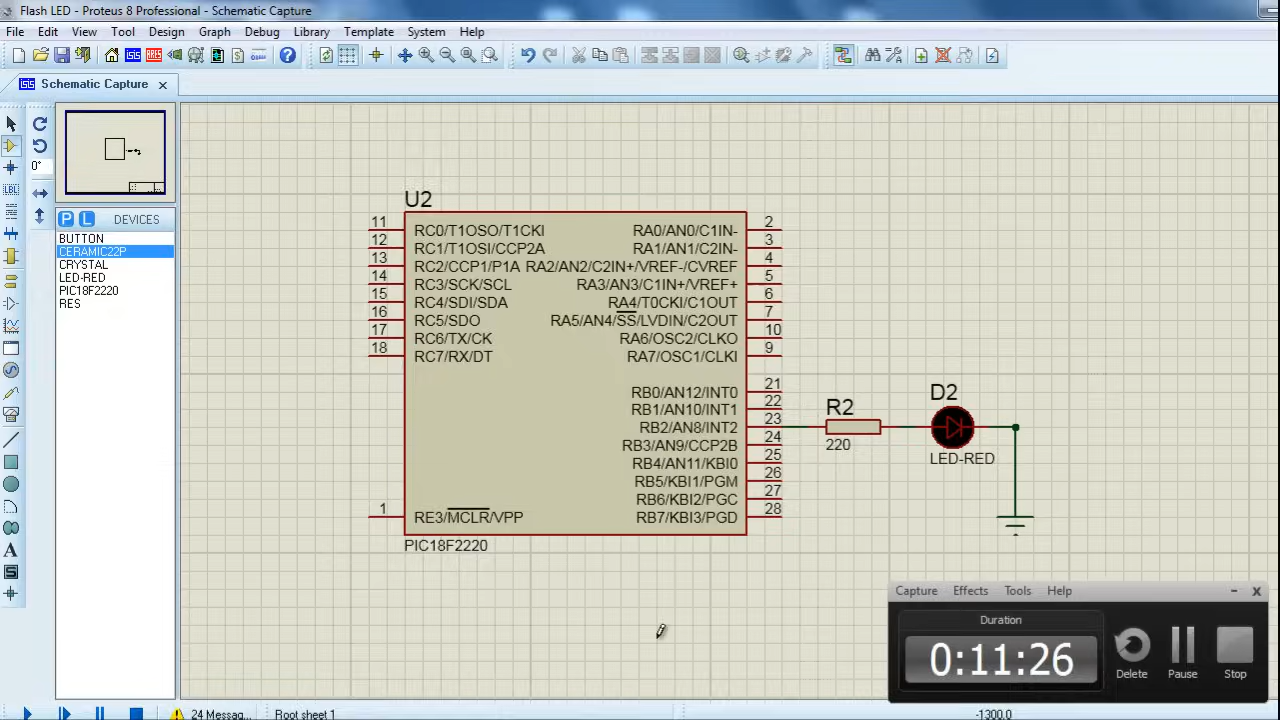 Flash LED - Proteus 8 Professional - Schematic Capture
File Edit View Tool Design Graph Debug Library Template System Help
Schematic Capture
0°
P L DEVICES
BUTTON
CERAMIC22P
CRYSTAL
LED-RED
PIC18F2220
RES
U2
11 RC0/T1OSO/T1CKI RA0/AN0/C1IN- 2
12 RC1/T1OSI/CCP2A RA1/AN1/C2IN- 3
13 RC2/CCP1/P1A RA2/AN2/C2IN+/VREF-/CVREF 4
14 RC3/SCK/SCL RA3/AN3/C1IN+/VREF+ 5
15 RC4/SDI/SDA RA4/T0CKI/C1OUT 6
16 RC5/SDO RA5/AN4/SS/LVDIN/C2OUT 7
17 RC6/TX/CK RA6/OSC2/CLKO 10
18 RC7/RX/DT RA7/OSC1/CLKI 9
RB0/AN12/INT0 21
RB1/AN10/INT1 22
RB2/AN8/INT2 23
RB3/AN9/CCP2B 24
RB4/AN11/KBI0 25
RB5/KBI1/PGM 26
RB6/KBI2/PGC 27
1 RE3/MCLR/VPP RB7/KBI3/PGD 28
PIC18F2220
R2
220
D2
LED-RED
Capture Effects Tools Help
Duration
0:11:26
Delete Pause Stop
24 Messag... Root sheet 1 -1300.0